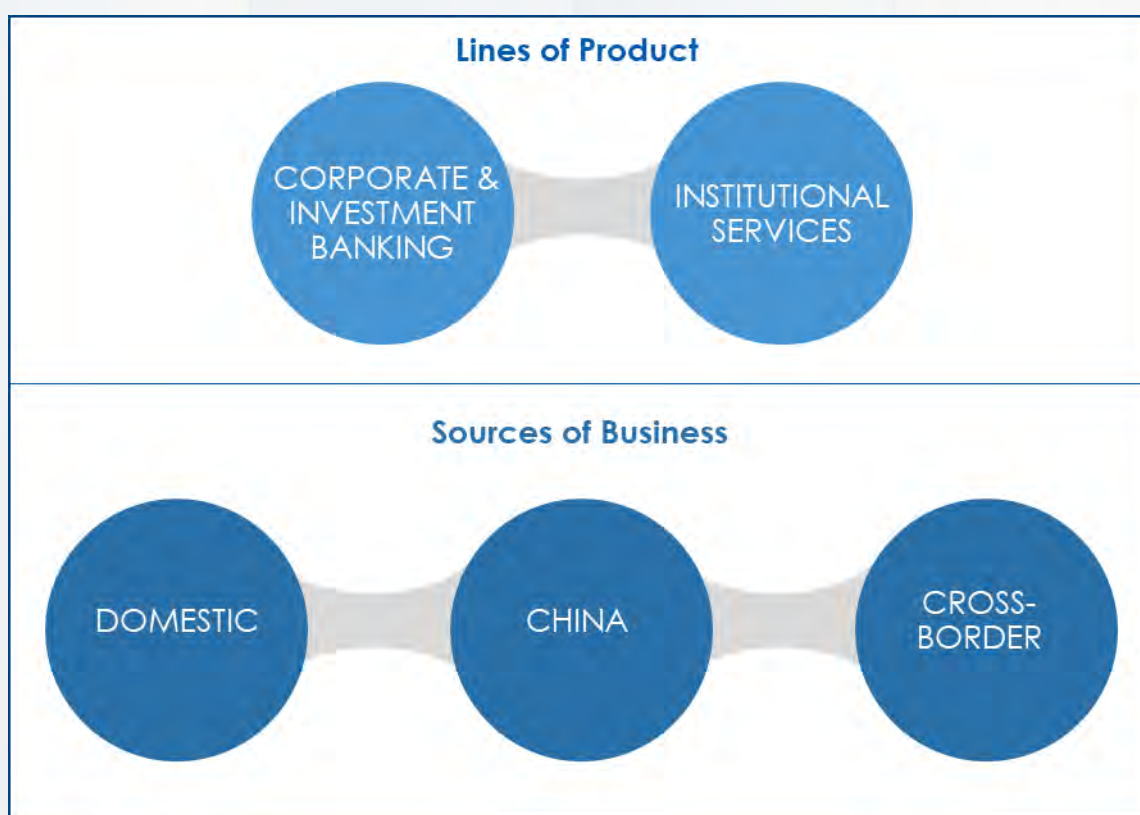 Lines of Product
CORPORATE &
INVESTMENT
BANKING
INSTITUTIONAL
SERVICES
Sources of Business
DOMESTIC
CHINA
CROSS-
BORDER